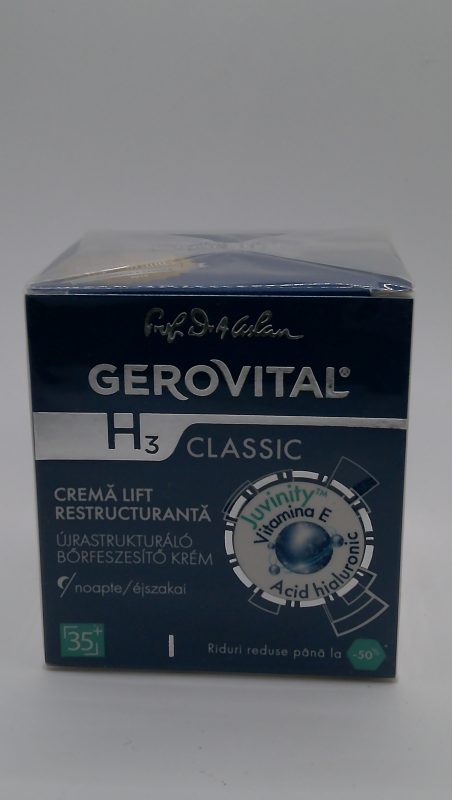 Prof. Dr. A. Aslan
GEROVITAL®
H3 CLASSIC
CREMĂ LIFT
RESTRUCTURANTĂ
ÚJRASTRUKTURÁLÓ
BŐRFESZESÍTŐ KRÉM
noapte/éjszakai
Juvinity™
Vitamina E
Acid hialuronic
35+
Riduri reduse până la -50%